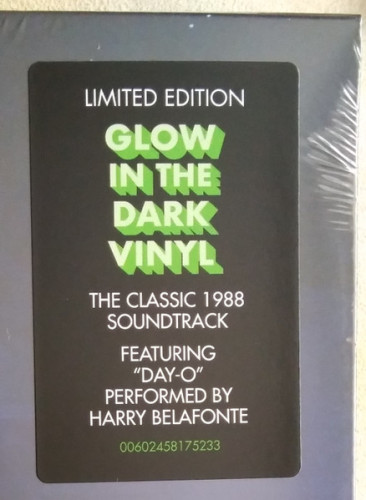 LIMITED EDITION
GLOW
IN THE
DARK
VINYL
THE CLASSIC 1988
SOUNDTRACK
FEATURING
“DAY-O”
PERFORMED BY
HARRY BELAFONTE
00602458175233